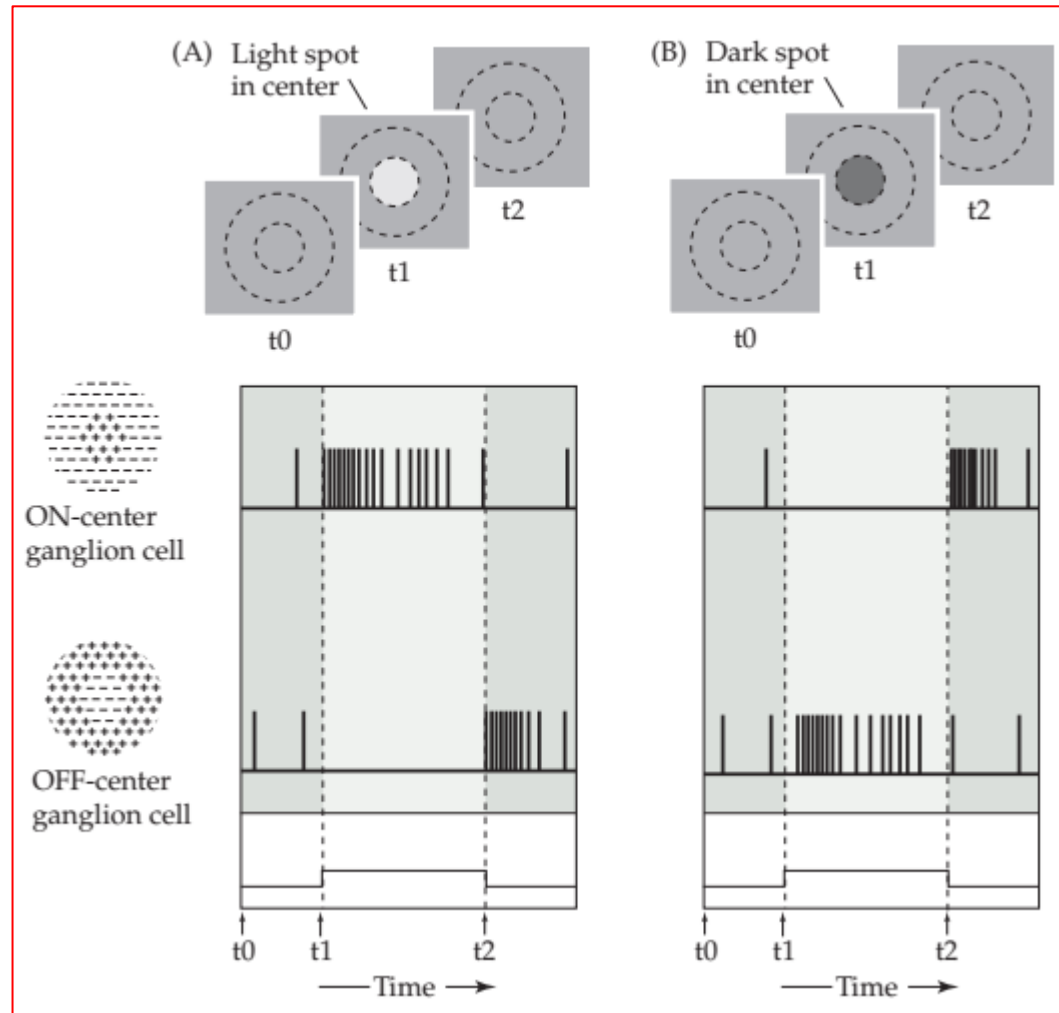 (A) Light spot
in center
t0
t1
t2
(B) Dark spot
in center
t0
t1
t2
ON-center
ganglion cell
OFF-center
ganglion cell
t0 t1 t2
Time
t0 t1 t2
Time